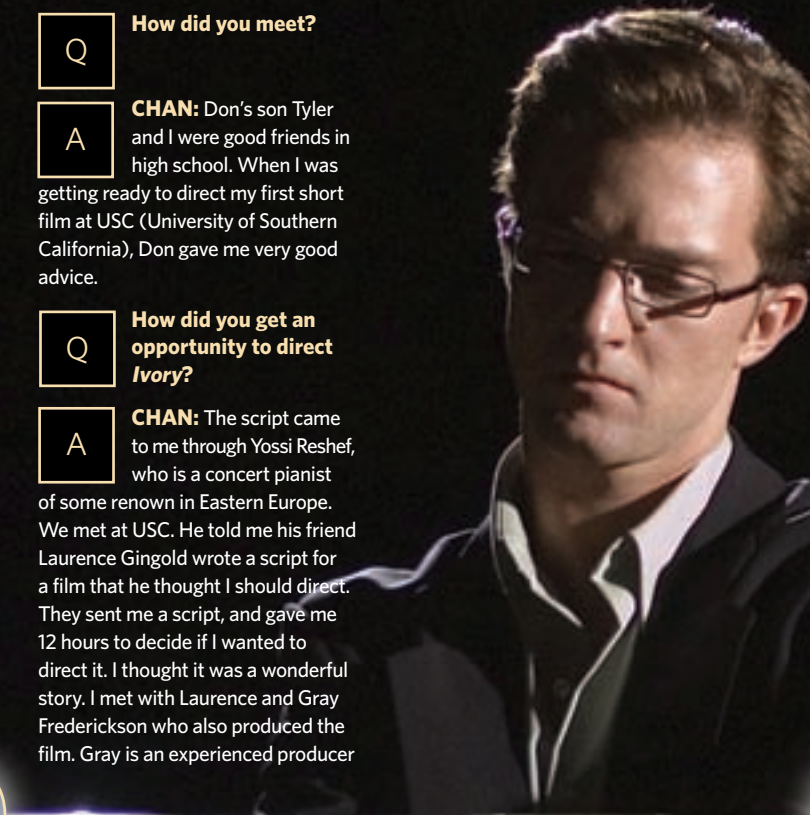 Q
How did you meet?
A
CHAN: Don’s son Tyler
and I were good friends in
high school. When I was
getting ready to direct my first short
film at USC (University of Southern
California), Don gave me very good
advice.
Q
How did you get an
opportunity to direct
Ivory?
A
CHAN: The script came
to me through Yossi Reshef,
who is a concert pianist
of some renown in Eastern Europe.
We met at USC. He told me his friend
Laurence Gingold wrote a script for
a film that he thought I should direct.
They sent me a script, and gave me
12 hours to decide if I wanted to
direct it. I thought it was a wonderful
story. I met with Laurence and Gray
Frederickson who also produced the
film. Gray is an experienced producer